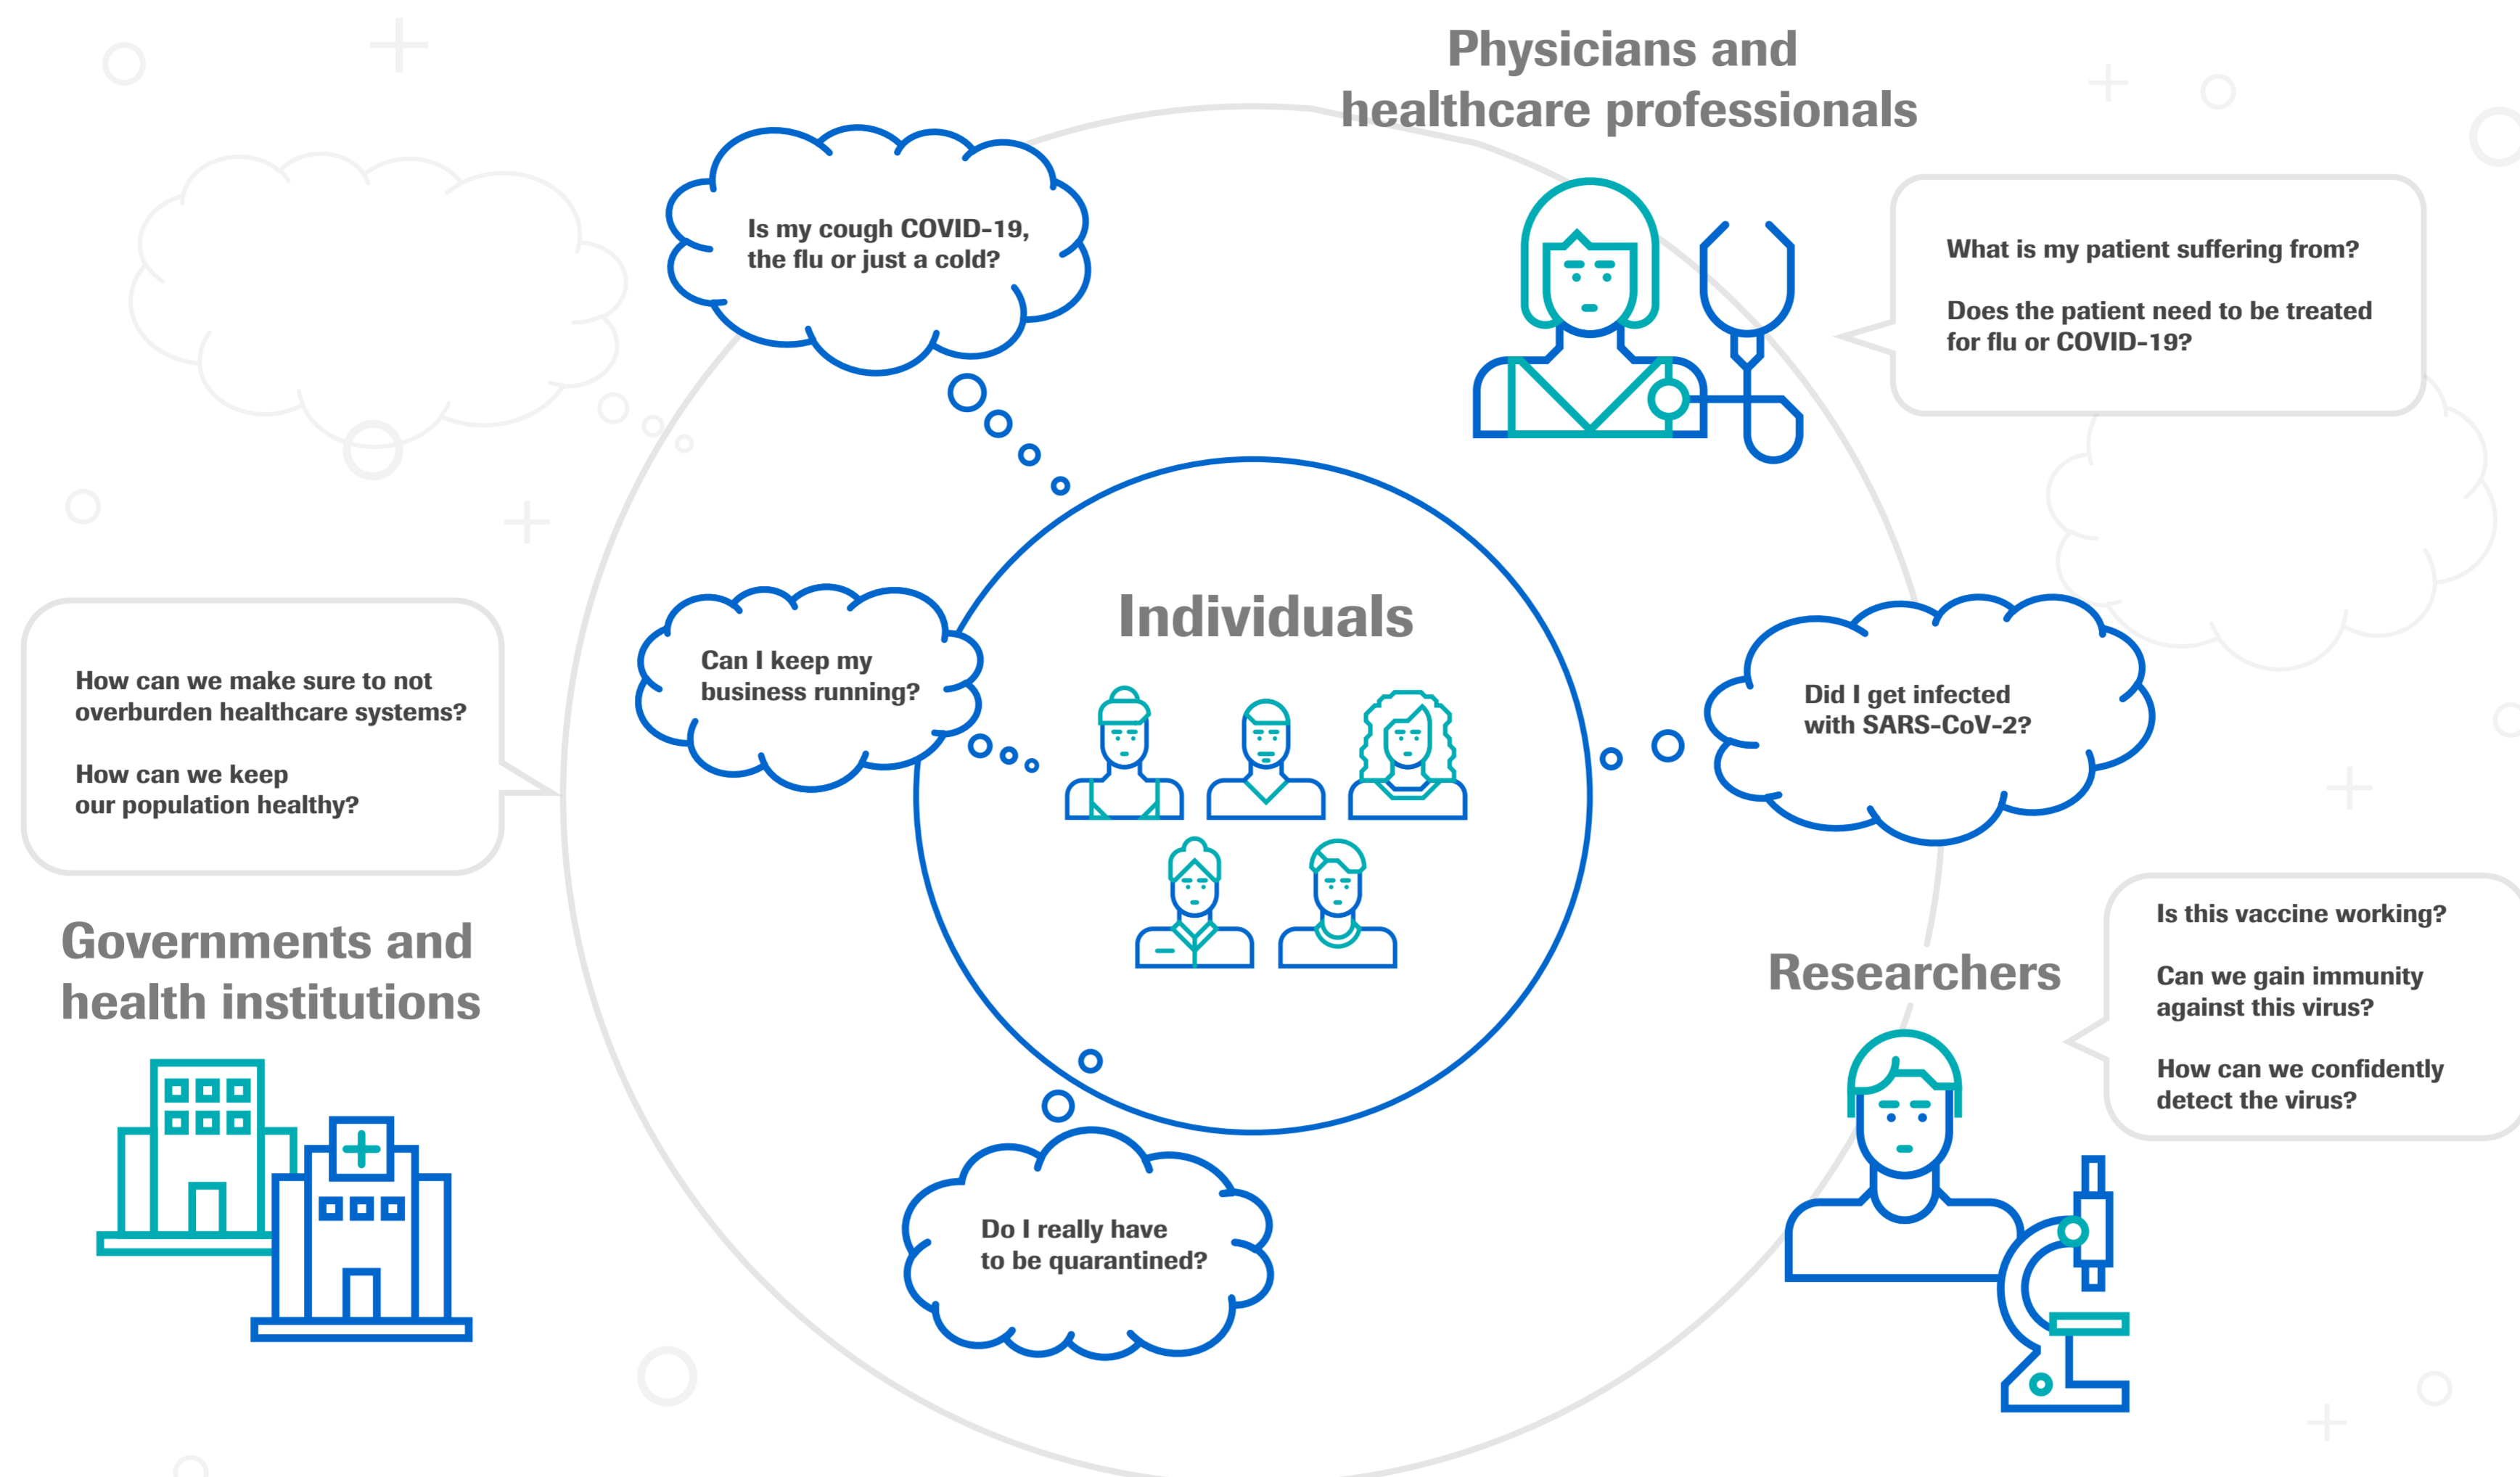 Physicians and
healthcare professionals
What is my patient suffering from?
Does the patient need to be treated
for flu or COVID-19?
Is my cough COVID-19,
the flu or just a cold?
Individuals
Can I keep my
business running?
Did I get infected
with SARS-CoV-2?
Do I really have
to be quarantined?
How can we make sure to not
overburden healthcare systems?
How can we keep
our population healthy?
Governments and
health institutions
Researchers
Is this vaccine working?
Can we gain immunity
against this virus?
How can we confidently
detect the virus?